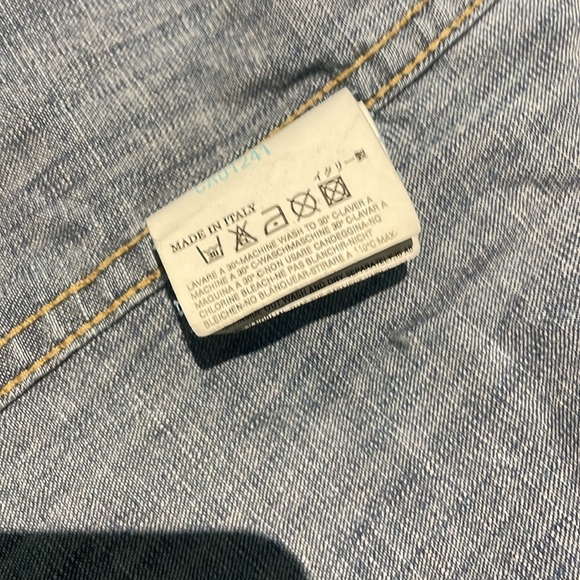 CA01241
イタリー製
MADE IN ITALY
LAVARE A 30°-MACHINE WASH TO 30° C-LAVER A
MACHINE A 30° C-WASCHMASCHINE 30° C-LAVAR A
MAQUINA A 30°C-NON USARE CANDEGGINA-NO
CHLORINE BLEACH-NE PAS BLANCHIR-NICHT
BLEICHEN-NO BLANQUEAR-STIRARE A 110°C MAX.